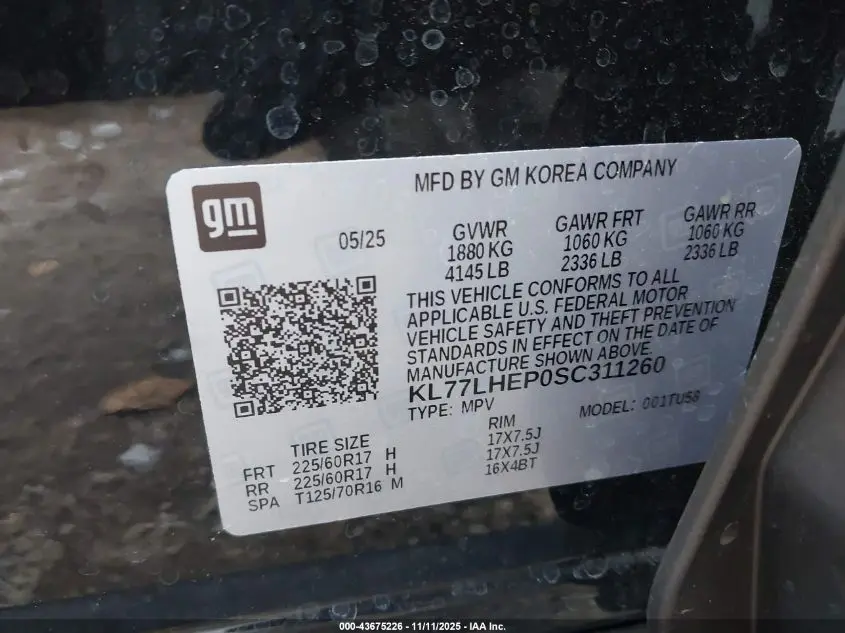 gm
MFD BY GM KOREA COMPANY
05/25
GVWR
1880 KG
4145 LB
GAWR FRT
1060 KG
2336 LB
GAWR RR
1060 KG
2336 LB
THIS VEHICLE CONFORMS TO ALL
APPLICABLE U.S. FEDERAL MOTOR
VEHICLE SAFETY AND THEFT PREVENTION
STANDARDS IN EFFECT ON THE DATE OF
MANUFACTURE SHOWN ABOVE.
KL77LHEP0SC311260
TYPE: MPV MODEL: 001TU58
TIRE SIZE RIM
FRT 225/60R17 H 17X7.5J
RR 225/60R17 H 17X7.5J
SPA T125/70R16 M 16X4BT
000-43675226 - 11/11/2025 - IAA Inc.